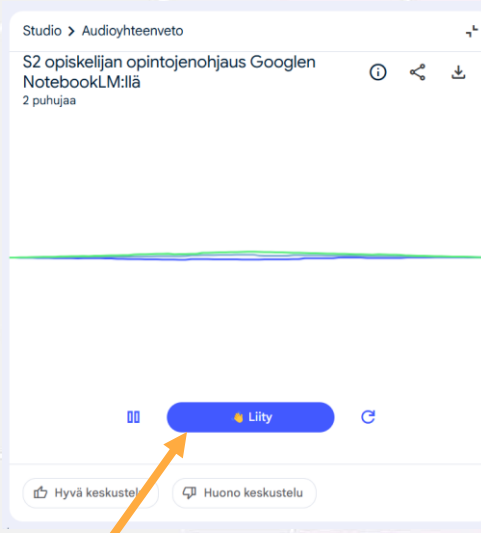 Studio > Audioyhteenveto
S2 opiskelijan opintojenohjaus Googlen
NotebookLM:llä
2 puhujaa
👋 Liity
Hyvä keskustelu
Huono keskustelu